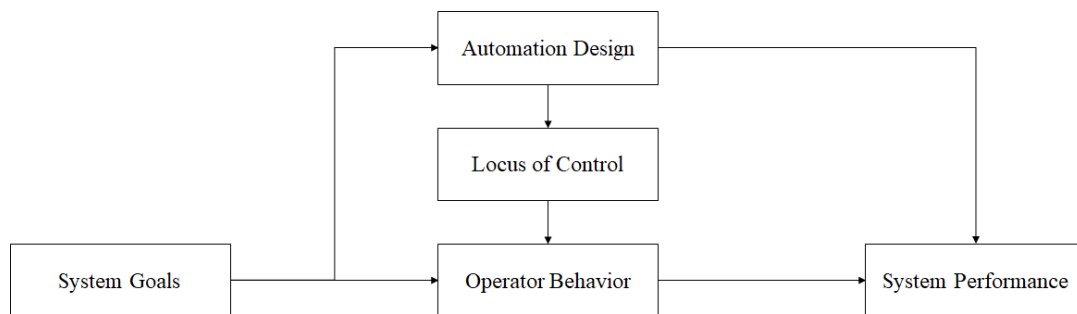 Automation Design
Locus of Control
System Goals
Operator Behavior
System Performance